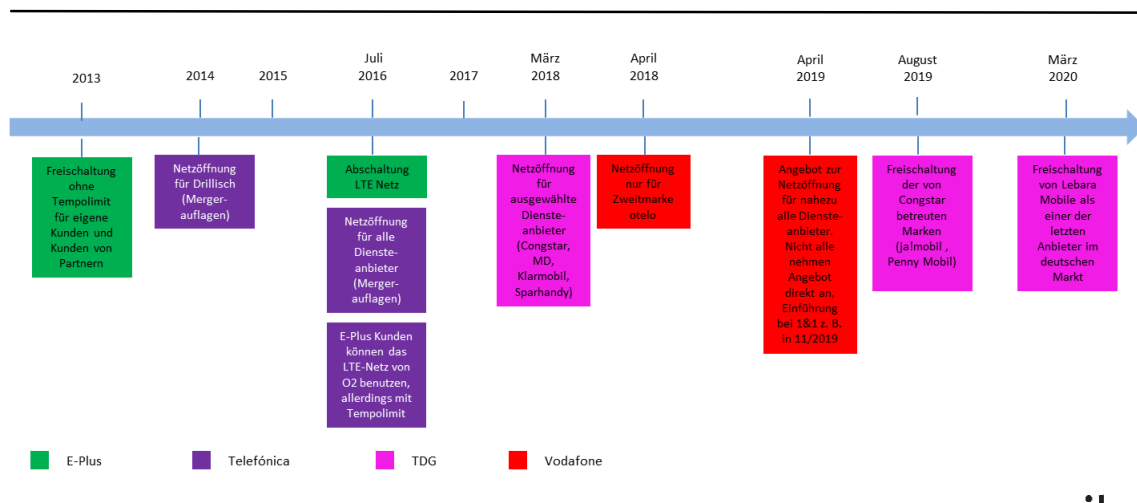 2013
2014
2015
Juli
2016
2017
März
2018
April
2018
April
2019
August
2019
März
2020
Freischaltung
ohne
Tempolimit
für eigene
Kunden und
Kunden von
Partnern
Netzöffnung
für Drillisch
(Merger-
auflagen)
Abschaltung
LTE Netz
Netzöffnung
für alle
Dienste-
anbieter
(Merger-
auflagen)
E-Plus Kunden
können das
LTE-Netz von
O2 benutzen,
allerdings mit
Tempolimit
Netzöffnung
für
ausgewählte
Dienste-
anbieter
(Congstar,
MD,
Klarmobil,
Sparhandy)
Netzöffnung
nur für
Zweitmarke
otelo
Angebot zur
Netzöffnung
für nahezu
alle Dienste-
anbieter.
Nicht alle
nehmen
Angebot
direkt an,
Einführung
bei 1&1 z. B.
in 11/2019
Freischaltung
der von
Congstar
betreuten
Marken
(ja!mobil ,
Penny Mobil)
Freischaltung
von Lebara
Mobile als
einer der
letzten
Anbieter im
deutschen
Markt
E-Plus
Telefónica
TDG
Vodafone